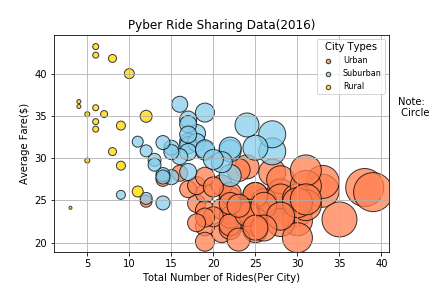 Pyber Ride Sharing Data(2016)
City Types
Urban
Suburban
Rural
Note:
Circle
Average Fare($)
40
35
30
25
20
5 10 15 20 25 30 35 40
Total Number of Rides(Per City)